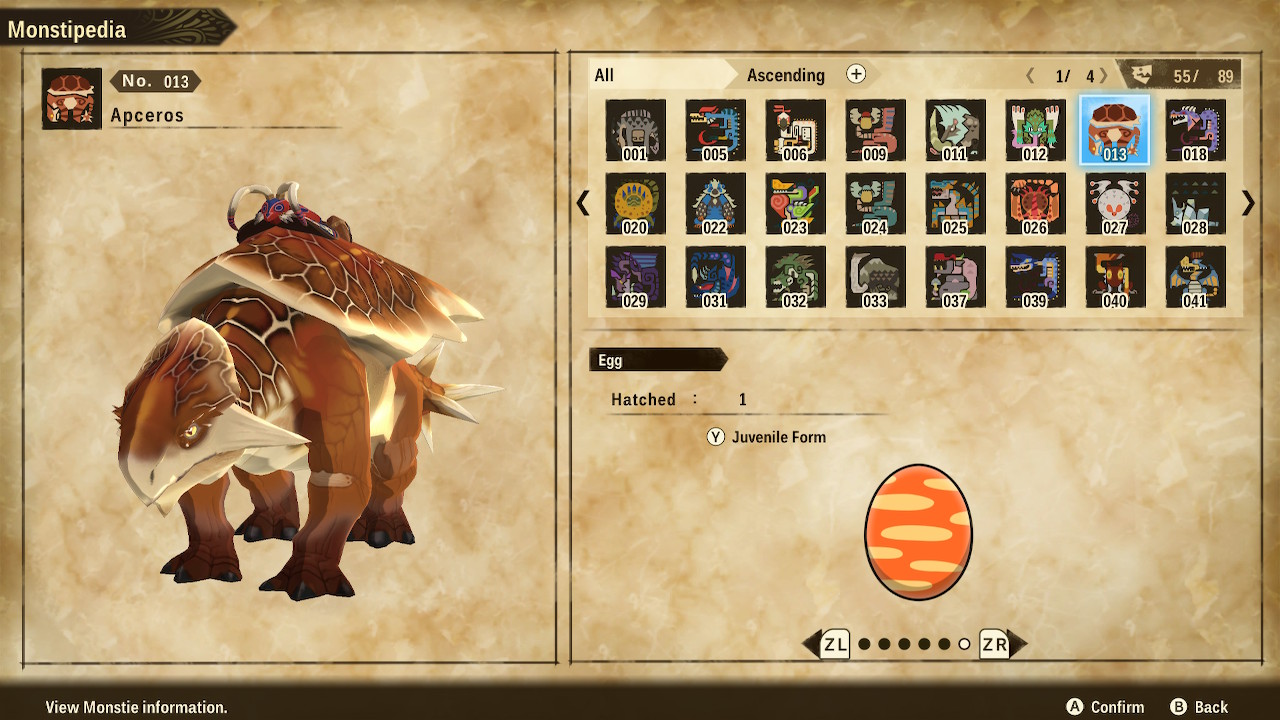 Monstipedia
No. 013
Apceros
All
Ascending
1/ 4
55/ 89
001 005 006 009 011 012 013 018
020 022 023 024 025 026 027 028
029 031 032 033 037 039 040 041
Egg
Hatched : 1
Y Juvenile Form
ZL ZR
View Monstie information.
A Confirm B Back